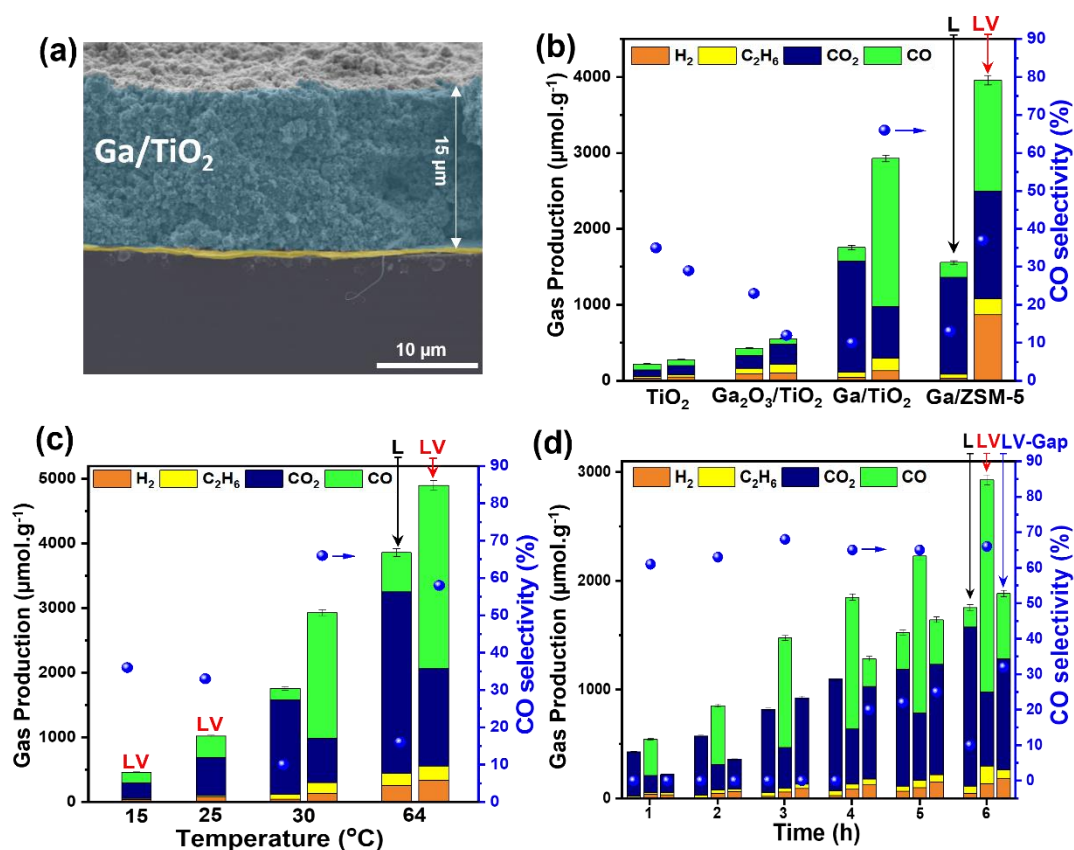 (a)
Ga/TiO₂
15 µm
10 µm
(b)
L
LV
H₂
C₂H₆
CO₂
CO
Gas Production (µmol.g⁻¹)
4000
3000
2000
1000
0
CO selectivity (%)
90
80
70
60
50
40
30
20
10
0
TiO₂
Ga₂O₃/TiO₂
Ga/TiO₂
Ga/ZSM-5
(c)
L
LV
H₂
C₂H₆
CO₂
CO
Gas Production (µmol.g⁻¹)
5000
4000
3000
2000
1000
0
LV
LV
CO selectivity (%)
90
80
70
60
50
40
30
20
10
0
15
25
30
64
Temperature (°C)
(d)
L
LV
LV-Gap
H₂
C₂H₆
CO₂
CO
Gas Production (µmol.g⁻¹)
3000
2000
1000
0
CO selectivity (%)
90
80
70
60
50
40
30
20
10
0
1
2
3
4
5
6
Time (h)